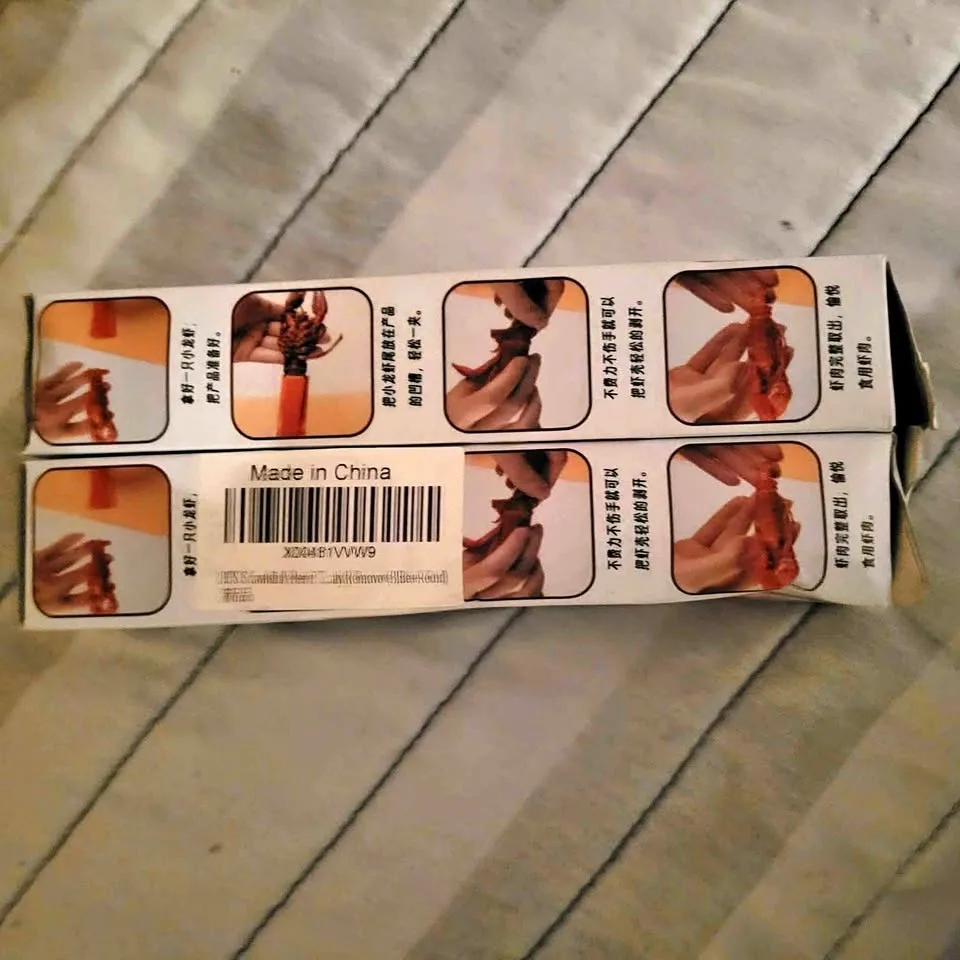 拿好一只小龙虾，
把产品准备好。
把小龙虾尾放在产品
的凹槽，轻松一夹。
不费力不伤手就可以
把虾壳轻松的剥开。
虾肉完整取出，愉悦
食用虾肉。
拿好一只小龙虾，
Made in China
不费力不伤手就可以
把虾壳轻松的剥开。
虾肉完整取出，愉悦
食用虾肉。